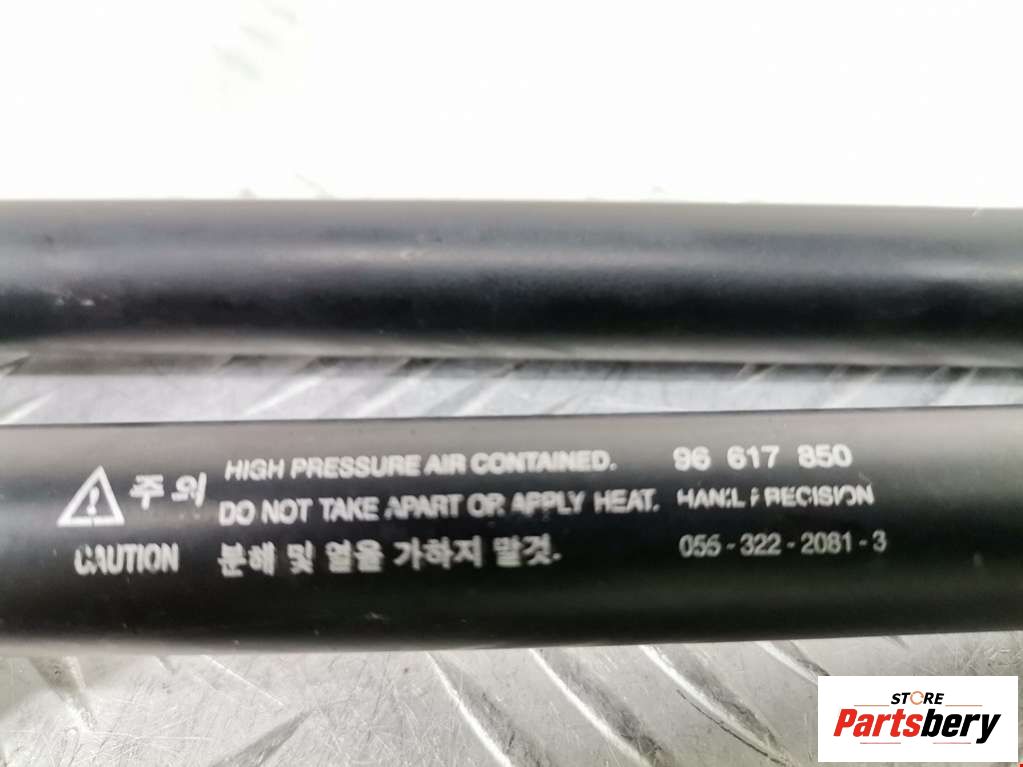 주의
CAUTION
HIGH PRESSURE AIR CONTAINED.
DO NOT TAKE APART OR APPLY HEAT.
분해 및 열을 가하지 말것.
96 617 850
PRECISION
056-322-2081-3
STORE
Partsbery